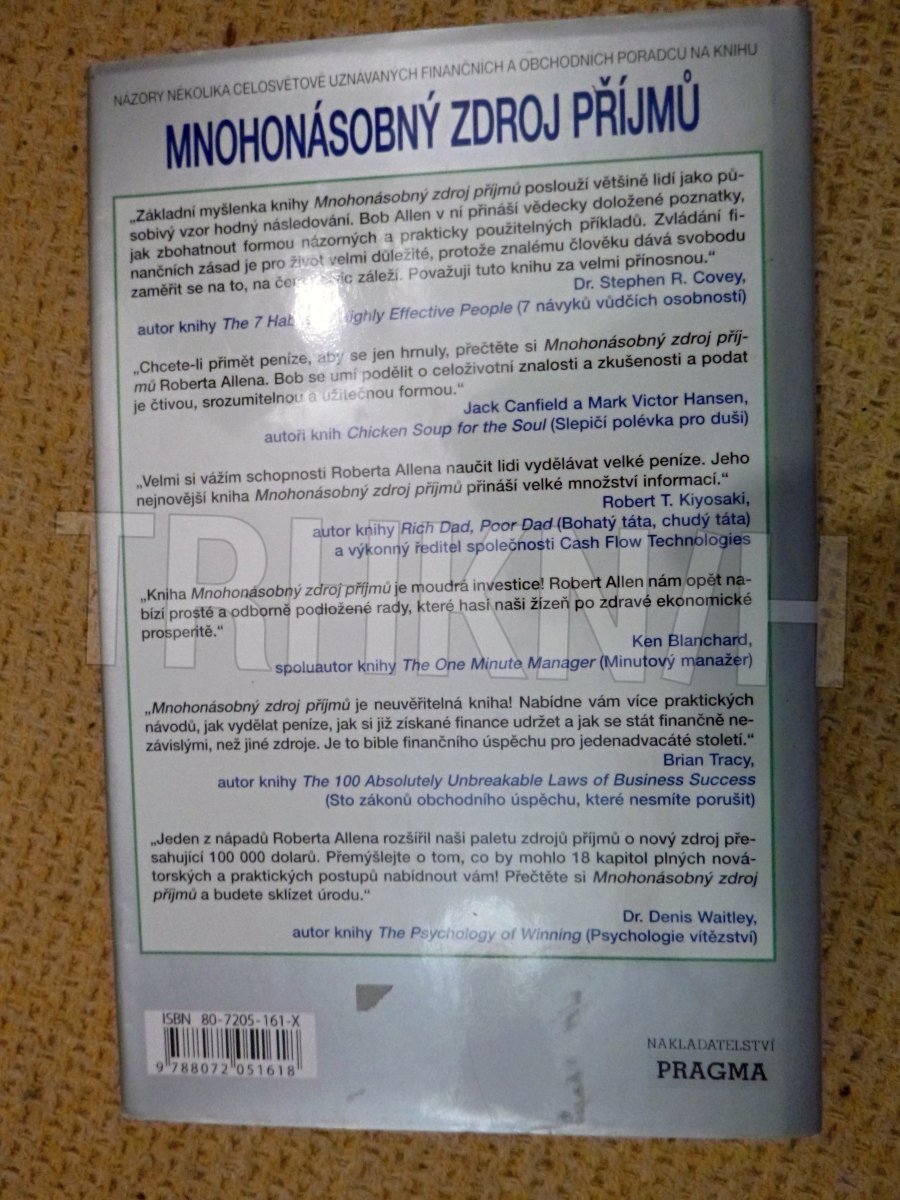 NÁZORY NĚKOLIKA CELOSVĚTOVĚ UZNÁVANÝCH FINANČNÍCH A OBCHODNÍCH PORADCŮ NA KNIHU
MNOHONÁSOBNÝ ZDROJ PŘÍJMŮ
„Základní myšlenka knihy Mnohonásobný zdroj příjmů poslouží většině lidí jako pů-
sobivý vzor hodný následování. Bob Allen v ní přináší vědecky doložené poznatky,
jak zbohatnout formou názorných a prakticky použitelných příkladů. Zvládání fi-
nančních zásad je pro život velmi důležité, protože znalému člověku dává svobodu
zaměřit se na to, na čem záleží. Považuji tuto knihu za velmi přínosnou.“
Dr. Stephen R. Covey,
autor knihy The 7 Highly Effective People (7 návyků vůdčích osobností)
„Chcete-li přimět peníze, aby se jen hrnuly, přečtěte si Mnohonásobný zdroj příj-
mů Roberta Allena. Bob se umí podělit o celoživotní znalosti a zkušenosti a podat
je čtivou, srozumitelnou a užitečnou formou.“
Jack Canfield a Mark Victor Hansen,
autoři knih Chicken Soup for the Soul (Slepičí polévka pro duši)
„Velmi si vážím schopnosti Roberta Allena naučit lidi vydělávat velké peníze. Jeho
nejnovější kniha Mnohonásobný zdroj příjmů přináší velké množství informací.“
Robert T. Kiyosaki,
autor knihy Rich Dad, Poor Dad (Bohatý táta, chudý táta)
a výkonný ředitel společnosti Cash Flow Technologies
TRHKNIH
„Kniha Mnohonásobný zdroj příjmů je moudrá investice! Robert Allen nám opět na-
bízí prosté a odborně podložené rady, které hasí naši žízeň po zdravé ekonomické
prosperitě.“
Ken Blanchard,
spoluautor knihy The One Minute Manager (Minutový manažer)
„Mnohonásobný zdroj příjmů je neuvěřitelná kniha! Nabídne vám více praktických
návodů, jak vydělat peníze, jak si již získané finance udržet a jak se stát finančně ne-
závislými, než jiné zdroje. Je to bible finančního úspěchu pro jedenadvacáté století.“
Brian Tracy,
autor knihy The 100 Absolutely Unbreakable Laws of Business Success
(Sto zákonů obchodního úspěchu, které nesmíte porušit)
„Jeden z nápadů Roberta Allena rozšířil naši paletu zdrojů příjmů o nový zdroj pře-
sahující 100 000 dolarů. Přemýšlejte o tom, co by mohlo 18 kapitol plných nová-
torských a praktických postupů nabídnout vám! Přečtěte si Mnohonásobný zdroj
příjmů a budete sklízet úrodu.“
Dr. Denis Waitley,
autor knihy The Psychology of Winning (Psychologie vítězství)
ISBN 80-7205-161-X
9 788072 051618
NAKLADATELSTVÍ
PRAGMA